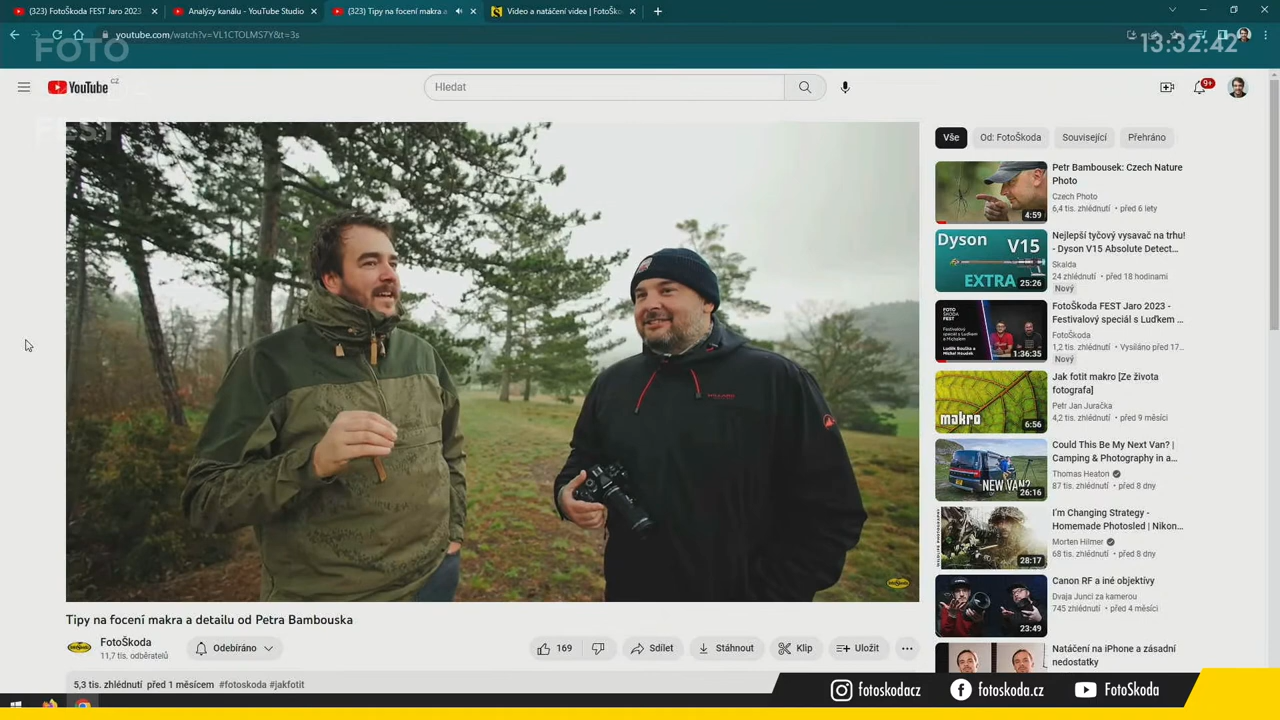 (323) FotoŠkoda FEST Jaro 2023
Analýzy kanálu - YouTube Studio
(323) Tipy na focení makra a
Video a natáčení videa | FotoŠk
youtube.com/watch?v=VL1CTOLMS7Y&t=3s
FOTO
13:32:42
YouTube CZ
Hledat
9+
FEST
Vše
Od: FotoŠkoda
Související
Přehráno
Petr Bambousek: Czech Nature
Photo
Czech Photo
6,4 tis. zhlédnutí • před 6 lety
4:59
Dyson V15
EXTRA
25:26
Nejlepší tyčový vysavač na trhu!
- Dyson V15 Absolute Detect...
Skalda
24 zhlédnutí • před 18 hodinami
Nový
FOTO
ŠKODA
FEST
Festivalový
speciál s Luďkem
a Michalem
1:36:35
FotoŠkoda FEST Jaro 2023 -
Festivalový speciál s Luďkem ...
FotoŠkoda
1,2 tis. zhlédnutí • Vysíláno před 17...
Nový
makro
6:56
Jak fotit makro [Ze života
fotografa]
Petr Jan Juračka
4,2 tis. zhlédnutí • před 9 měsíci
NEW VAN?
26:16
Could This Be My Next Van? |
Camping & Photography in a...
Thomas Heaton
87 tis. zhlédnutí • před 8 dny
28:17
I'm Changing Strategy -
Homemade Photosled | Nikon...
Morten Hilmer
68 tis. zhlédnutí • před 8 dny
23:49
Canon RF a iné objektívy
Dvaja Junci za kamerou
745 zhlédnutí • před 4 měsíci
Natáčení na iPhone a zásadní
nedostatky
Tipy na focení makra a detailu od Petra Bambouska
FotoŠkoda
11,7 tis. odběratelů
Odebíráno
169
Sdílet
Stáhnout
Klip
Uložit
5,3 tis. zhlédnutí před 1 měsícem #fotoskoda #jakfotit
fotoskodacz
fotoskoda.cz
FotoSkoda